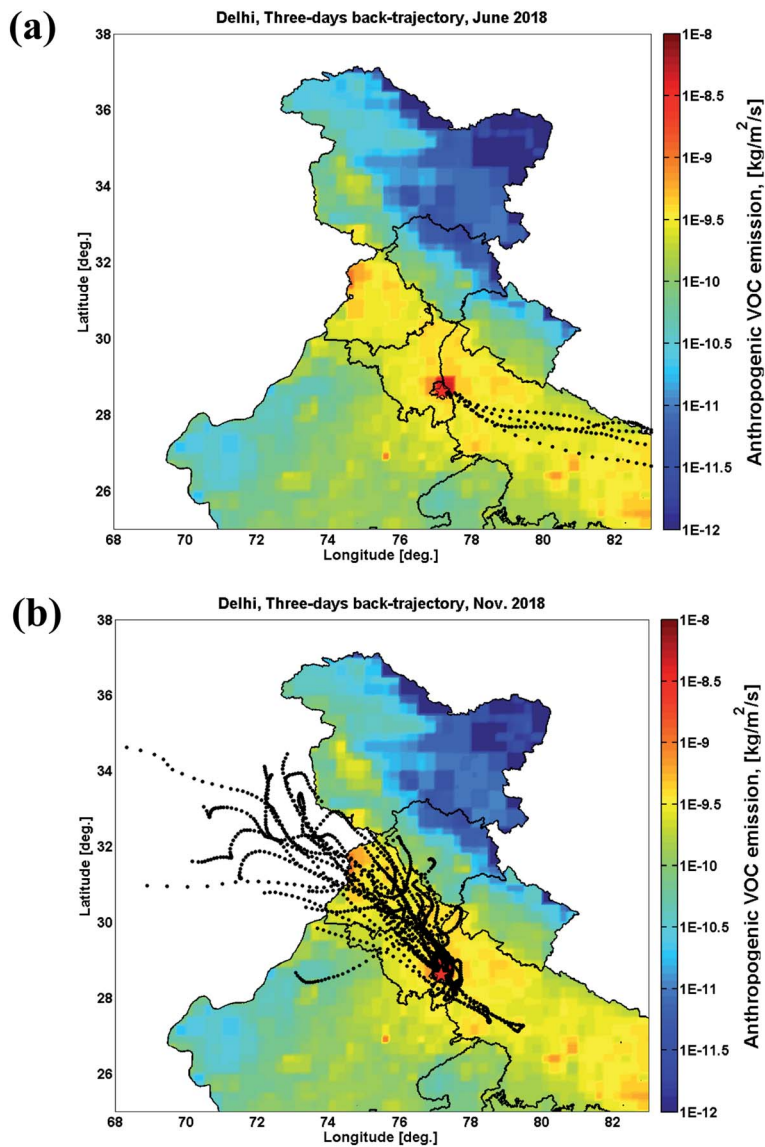 (a)
Delhi, Three-days back-trajectory, June 2018
38
36
34
32
30
28
26
Latitude [deg.]
68 70 72 74 76 78 80 82
Longitude [deg.]
1E-8
1E-8.5
1E-9
1E-9.5
1E-10
1E-10.5
1E-11
1E-11.5
1E-12
Anthropogenic VOC emission, [kg/m²/s]
(b)
Delhi, Three-days back-trajectory, Nov. 2018
38
36
34
32
30
28
26
Latitude [deg.]
68 70 72 74 76 78 80 82
Longitude [deg.]
1E-8
1E-8.5
1E-9
1E-9.5
1E-10
1E-10.5
1E-11
1E-11.5
1E-12
Anthropogenic VOC emission, [kg/m²/s]